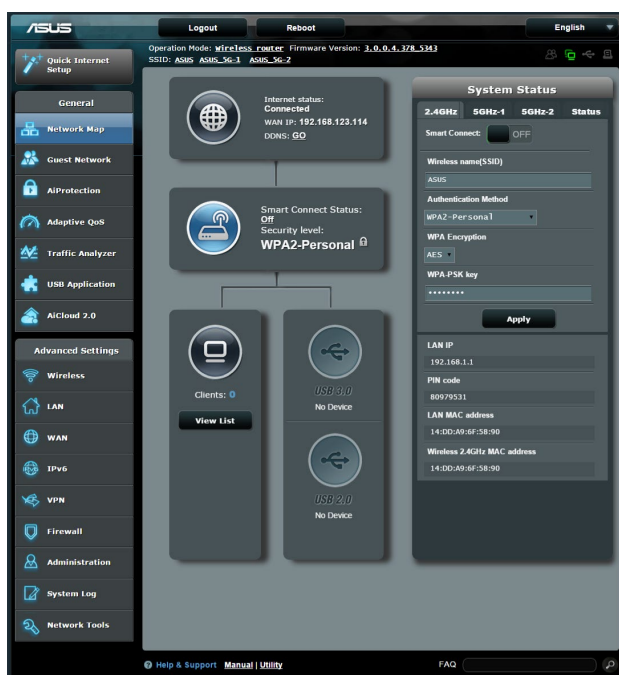 ASUS
Logout
Reboot
English
Quick Internet Setup
Operation Mode: Wireless router Firmware Version: 3.0.0.4.378_5343
SSID: ASUS ASUS_5G-1 ASUS_5G-2
General
Network Map
Guest Network
AiProtection
Adaptive QoS
Traffic Analyzer
USB Application
AiCloud 2.0
Advanced Settings
Wireless
LAN
WAN
IPv6
VPN
Firewall
Administration
System Log
Network Tools
Internet status:
Connected
WAN IP: 192.168.123.114
DDNS: GO
Smart Connect Status:
Off
Security level:
WPA2-Personal
Clients: 0
View List
USB 3.0
No Device
USB 2.0
No Device
System Status
2.4GHz
5GHz-1
5GHz-2
Status
Smart Connect:
OFF
Wireless name(SSID)
ASUS
Authentication Method
WPA2-Personal
WPA Encryption
AES
WPA-PSK key
••••••••
Apply
LAN IP
192.168.1.1
PIN code
80979531
LAN MAC address
14:DD:A9:6F:58:90
Wireless 2.4GHz MAC address
14:DD:A9:6F:58:90
Help & Support Manual | Utility
FAQ